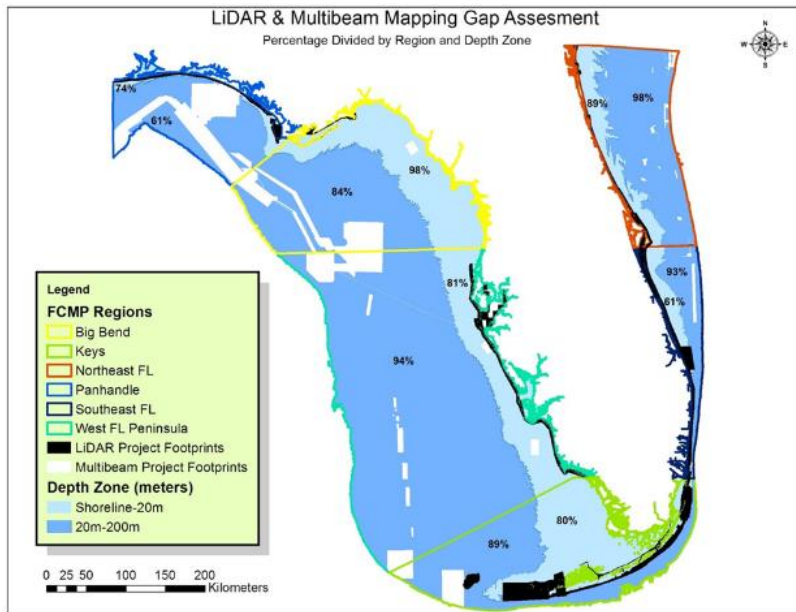 LiDAR & Multibeam Mapping Gap Assesment
Percentage Divided by Region and Depth Zone
N
W E
S
74%
61%
89%
98%
98%
84%
81%
93%
61%
94%
80%
89%
Legend
FCMP Regions
Big Bend
Keys
Northeast FL
Panhandle
Southeast FL
West FL Peninsula
LiDAR Project Footprints
Multibeam Project Footprints
Depth Zone (meters)
Shoreline-20m
20m-200m
0 25 50 100 150 200
Kilometers